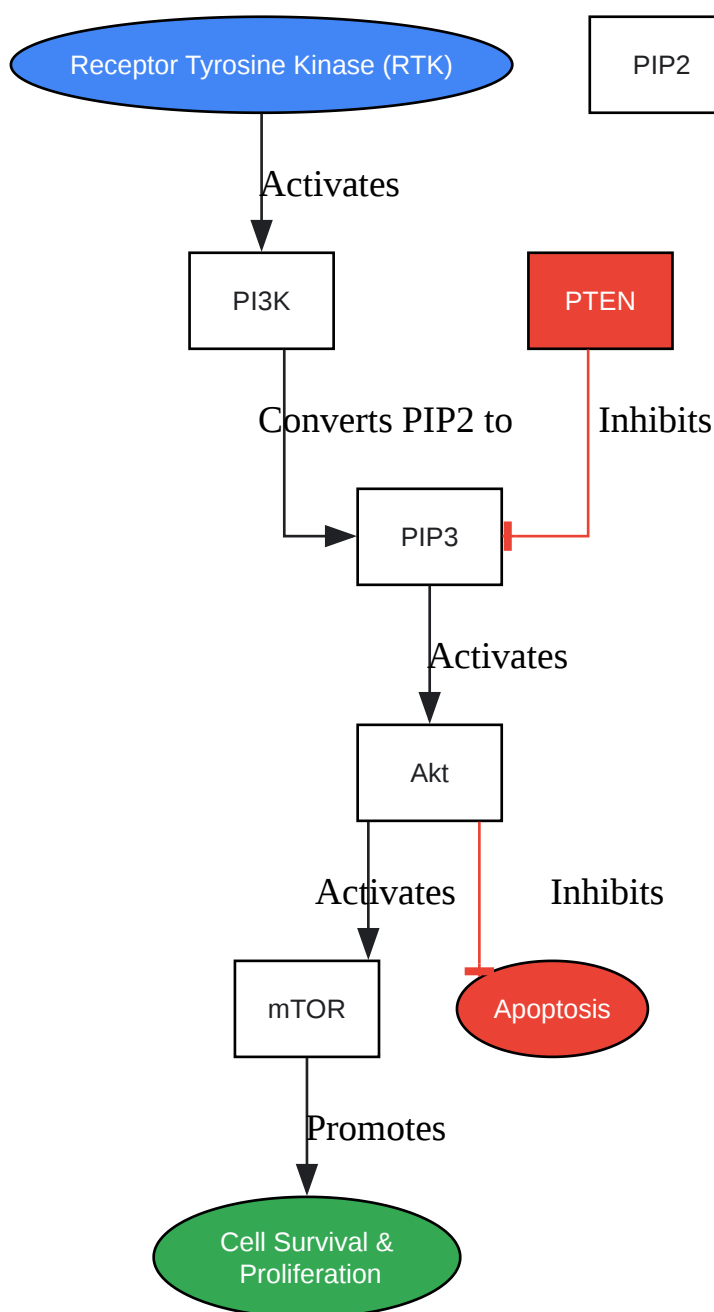 Receptor Tyrosine Kinase (RTK)
PIP2
Activates
PI3K
PTEN
Converts PIP2 to
Inhibits
PIP3
Activates
Akt
Activates
Inhibits
mTOR
Apoptosis
Promotes
Cell Survival &
Proliferation